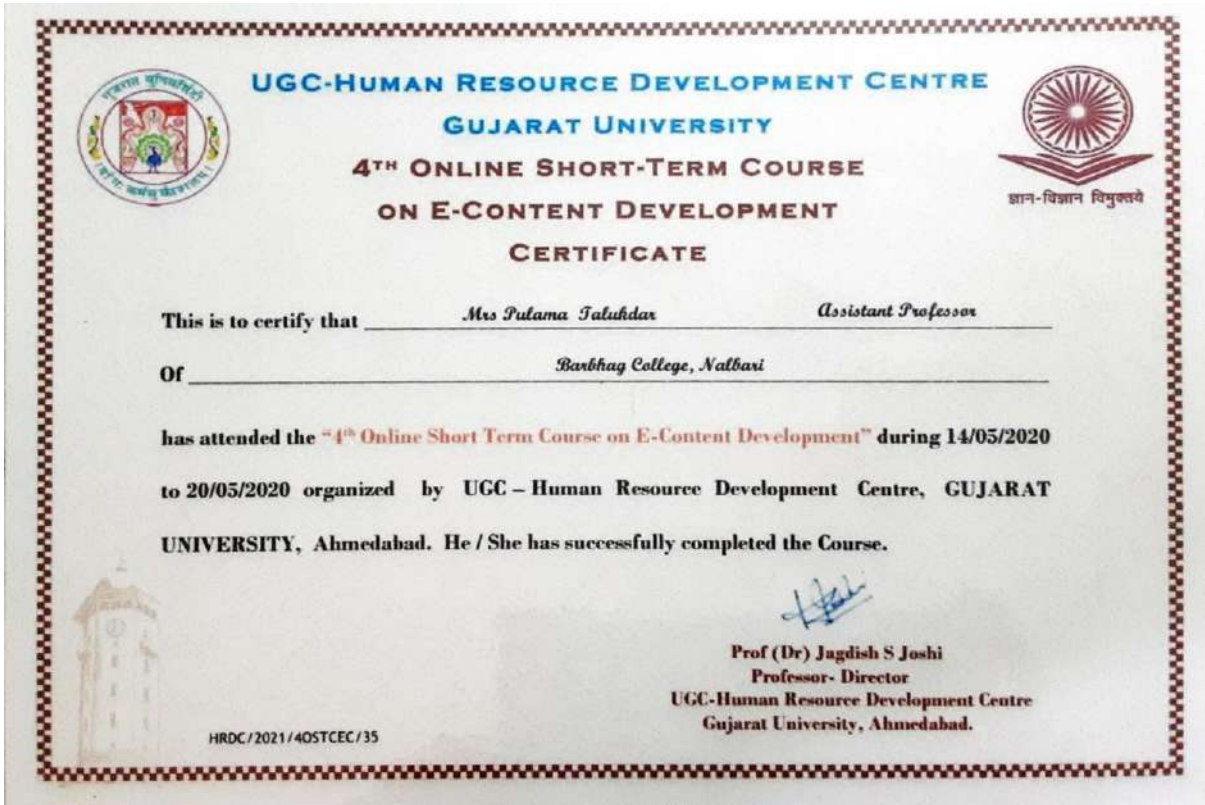 UGC-HUMAN RESOURCE DEVELOPMENT CENTRE
GUJARAT UNIVERSITY
4TH ONLINE SHORT-TERM COURSE
ON E-CONTENT DEVELOPMENT
CERTIFICATE
ज्ञान-विज्ञान विमुक्तये
This is to certify that Mrs Pulama Talukdar Assistant Professor
Of Barbhag College, Nalbari
has attended the "4th Online Short Term Course on E-Content Development" during 14/05/2020
to 20/05/2020 organized by UGC – Human Resource Development Centre, GUJARAT
UNIVERSITY, Ahmedabad. He / She has successfully completed the Course.
Prof (Dr) Jagdish S Joshi
Professor- Director
UGC-Human Resource Development Centre
Gujarat University, Ahmedabad.
HRDC/2021/4OSTCEC/35